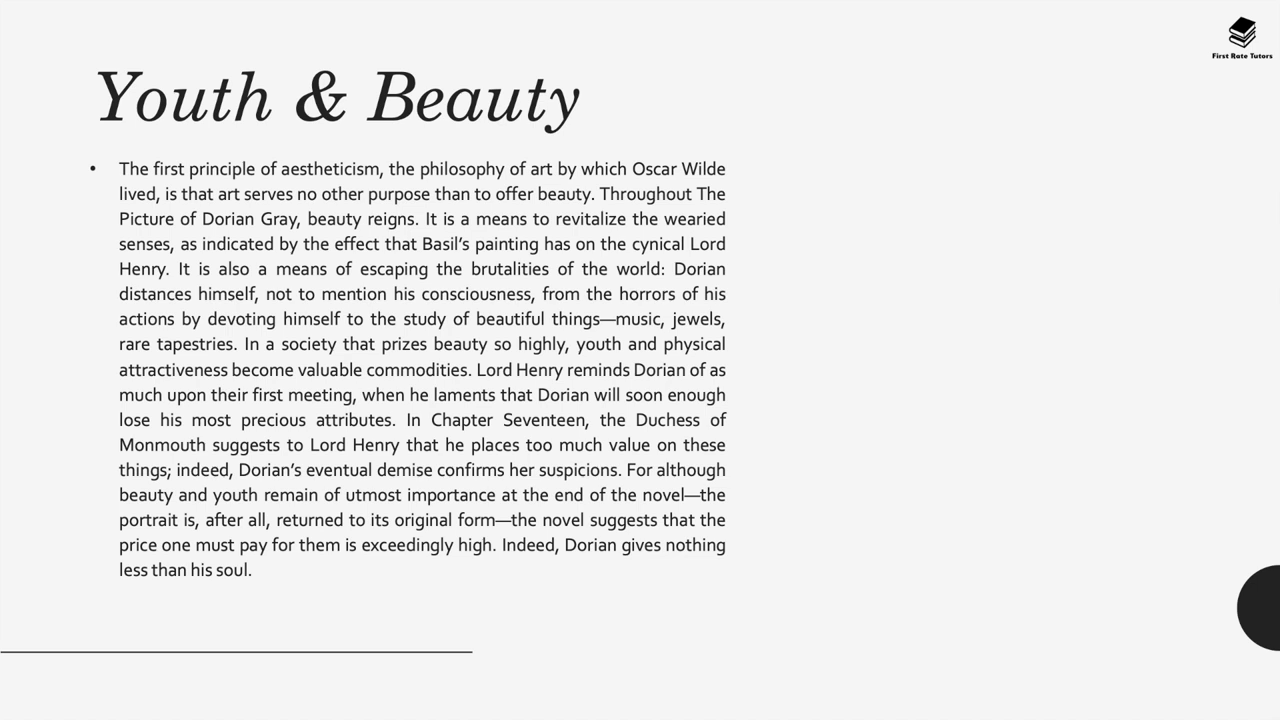 First Rate Tutors
Youth & Beauty
• The first principle of aestheticism, the philosophy of art by which Oscar Wilde
lived, is that art serves no other purpose than to offer beauty. Throughout The
Picture of Dorian Gray, beauty reigns. It is a means to revitalize the wearied
senses, as indicated by the effect that Basil’s painting has on the cynical Lord
Henry. It is also a means of escaping the brutalities of the world: Dorian
distances himself, not to mention his consciousness, from the horrors of his
actions by devoting himself to the study of beautiful things—music, jewels,
rare tapestries. In a society that prizes beauty so highly, youth and physical
attractiveness become valuable commodities. Lord Henry reminds Dorian of as
much upon their first meeting, when he laments that Dorian will soon enough
lose his most precious attributes. In Chapter Seventeen, the Duchess of
Monmouth suggests to Lord Henry that he places too much value on these
things; indeed, Dorian’s eventual demise confirms her suspicions. For although
beauty and youth remain of utmost importance at the end of the novel—the
portrait is, after all, returned to its original form—the novel suggests that the
price one must pay for them is exceedingly high. Indeed, Dorian gives nothing
less than his soul.